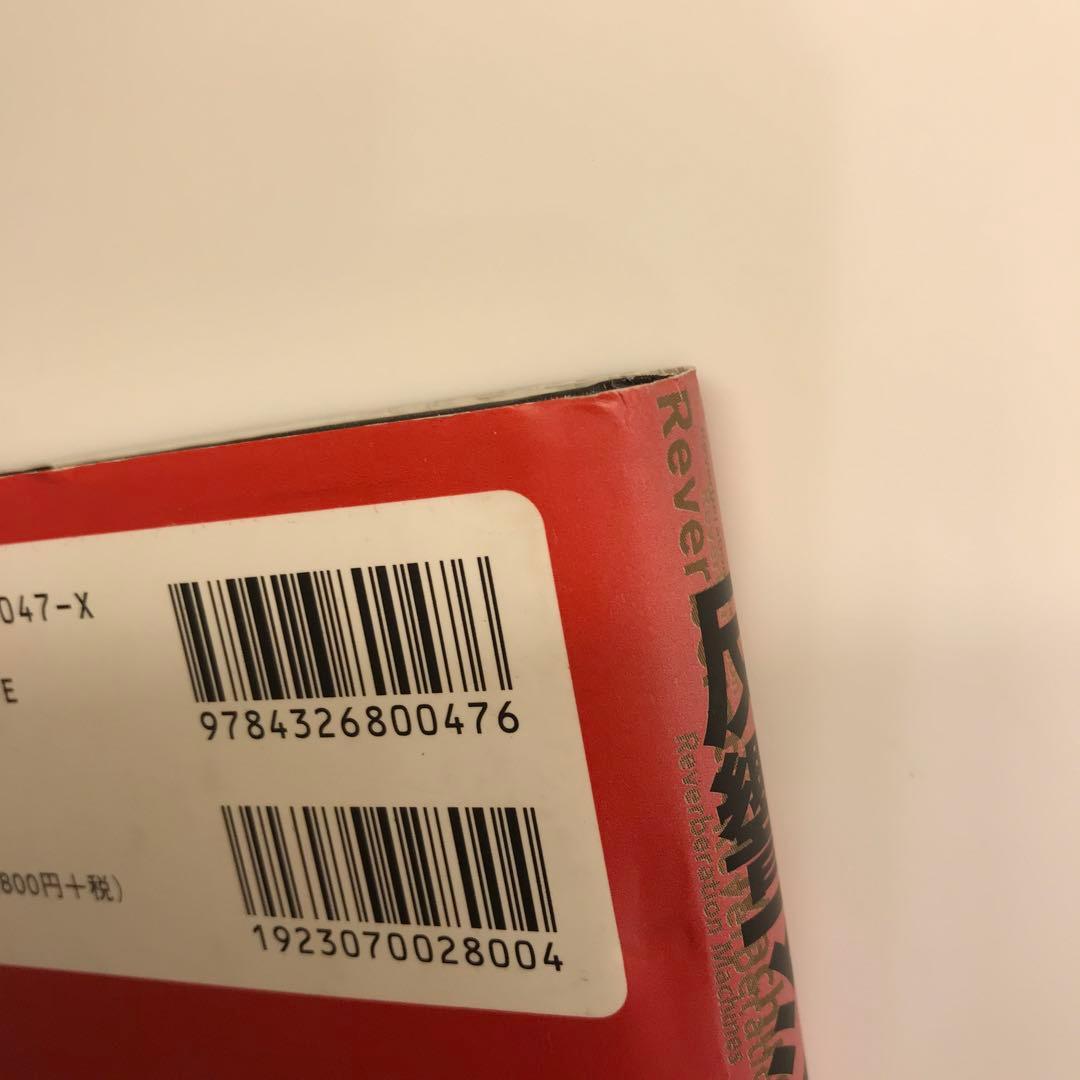 047-X
E
9784326800476
800円+税)
1923070028004
Rever
Reverberation Machines